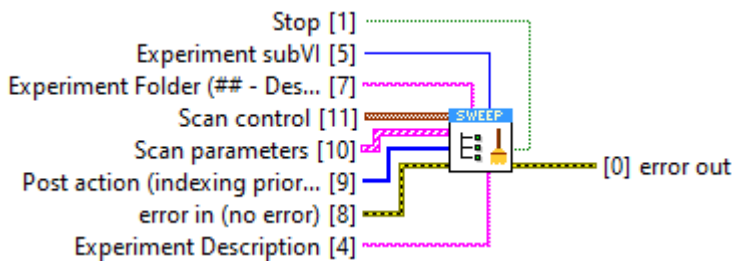 Stop [1]
Experiment subVI [5]
Experiment Folder (## - Des... [7]
Scan control [11]
SWEEP
Scan parameters [10]
[0] error out
Post action (indexing prior... [9]
error in (no error) [8]
Experiment Description [4]